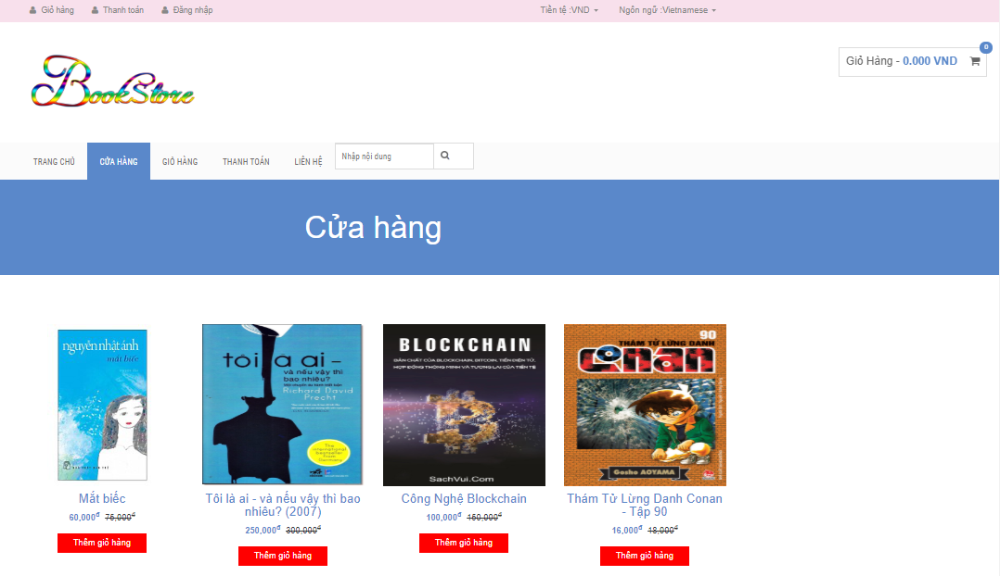 Giỏ hàng Thanh toán Đăng nhập Tiền tệ :VND Ngôn ngữ :Vietnamese
0
Giỏ Hàng - 0.000 VND
BookStore
TRANG CHỦ CỬA HÀNG GIỎ HÀNG THANH TOÁN LIÊN HỆ Nhập nội dung
Cửa hàng
nguyễn nhật ánh
mắt biếc
tôi là ai –
và nếu vậy thì
bao nhiêu?
Richard David
Precht
The
international
bestseller
from
Germany
BLOCKCHAIN
BẢN CHẤT CỦA BLOCKCHAIN, BITCOIN, TIỀN ĐIỆN TỬ,
HỢP ĐỒNG THÔNG MINH VÀ TƯƠNG LAI CỦA TIỀN TỆ
SachVui.Com
90
THÁM TỬ LỪNG DANH
conan
Gosho AOYAMA
Mắt biếc
60,000đ 76,000đ
Thêm giỏ hàng
Tôi là ai - và nếu vậy thì bao
nhiêu? (2007)
250,000đ 300,000đ
Thêm giỏ hàng
Công Nghệ Blockchain
100,000đ 160,000đ
Thêm giỏ hàng
Thám Tử Lừng Danh Conan
- Tập 90
16,000đ 18,000đ
Thêm giỏ hàng